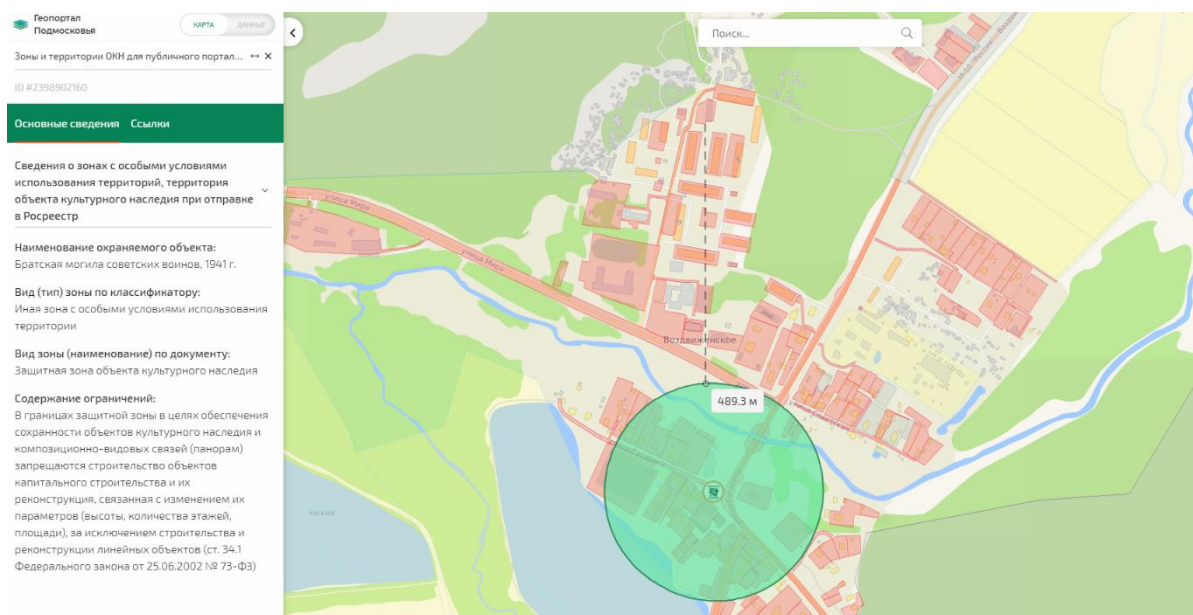 Геопортал
Подмосковья
КАРТА ДАННЫЕ
Зоны и территории ОКН для публичного портал...
ID #2398902160
Основные сведения Ссылки
Сведения о зонах с особыми условиями
использования территорий, территория
объекта культурного наследия при отправке
в Росреестр
Наименование охраняемого объекта:
Братская могила советских воинов, 1941 г.
Вид (тип) зоны по классификатору:
Иная зона с особыми условиями использования
территории
Вид зоны (наименование) по документу:
Защитная зона объекта культурного наследия
Содержание ограничений:
В границах защитной зоны в целях обеспечения
сохранности объектов культурного наследия и
композиционно-видовых связей (панорам)
запрещаются строительство объектов
капитального строительства и их
реконструкция, связанная с изменением их
параметров (высоты, количества этажей,
площади), за исключением строительства и
реконструкции линейных объектов (ст. 34.1
Федерального закона от 25.06.2002 № 73-ФЗ)
Поиск...
улица Мира
улица Мира
Воздвиженское
489.3 м